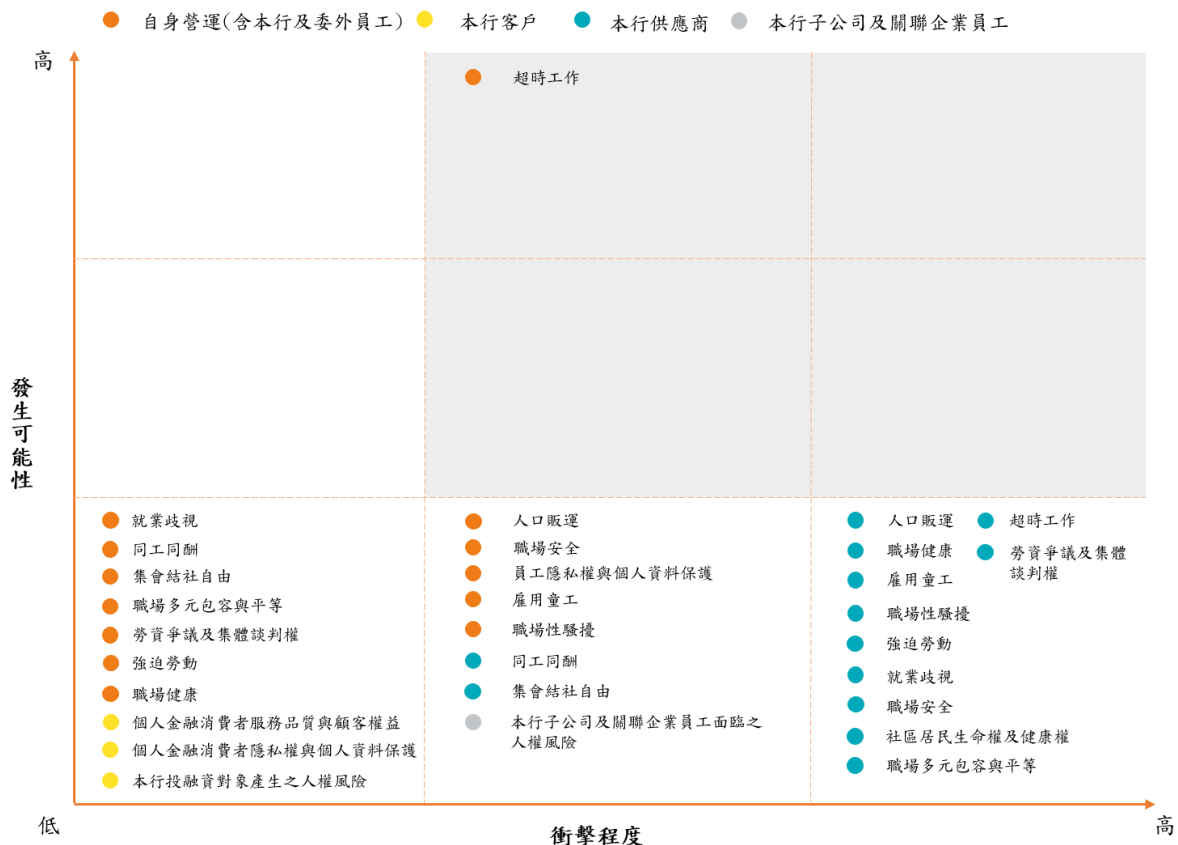 自身營運(含本行及委外員工)
本行客戶
本行供應商
本行子公司及關聯企業員工
高
超時工作
發生可能性
就業歧視
同工同酬
集會結社自由
職場多元包容與平等
勞資爭議及集體談判權
強迫勞動
職場健康
個人金融消費者服務品質與顧客權益
個人金融消費者隱私權與個人資料保護
本行投融資對象產生之人權風險
人口販運
職場安全
員工隱私權與個人資料保護
雇用童工
職場性騷擾
同工同酬
集會結社自由
本行子公司及關聯企業員工面臨之
人權風險
人口販運
職場健康
雇用童工
職場性騷擾
強迫勞動
就業歧視
職場安全
社區居民生命權及健康權
職場多元包容與平等
超時工作
勞資爭議及集體
談判權
低
衝擊程度
高